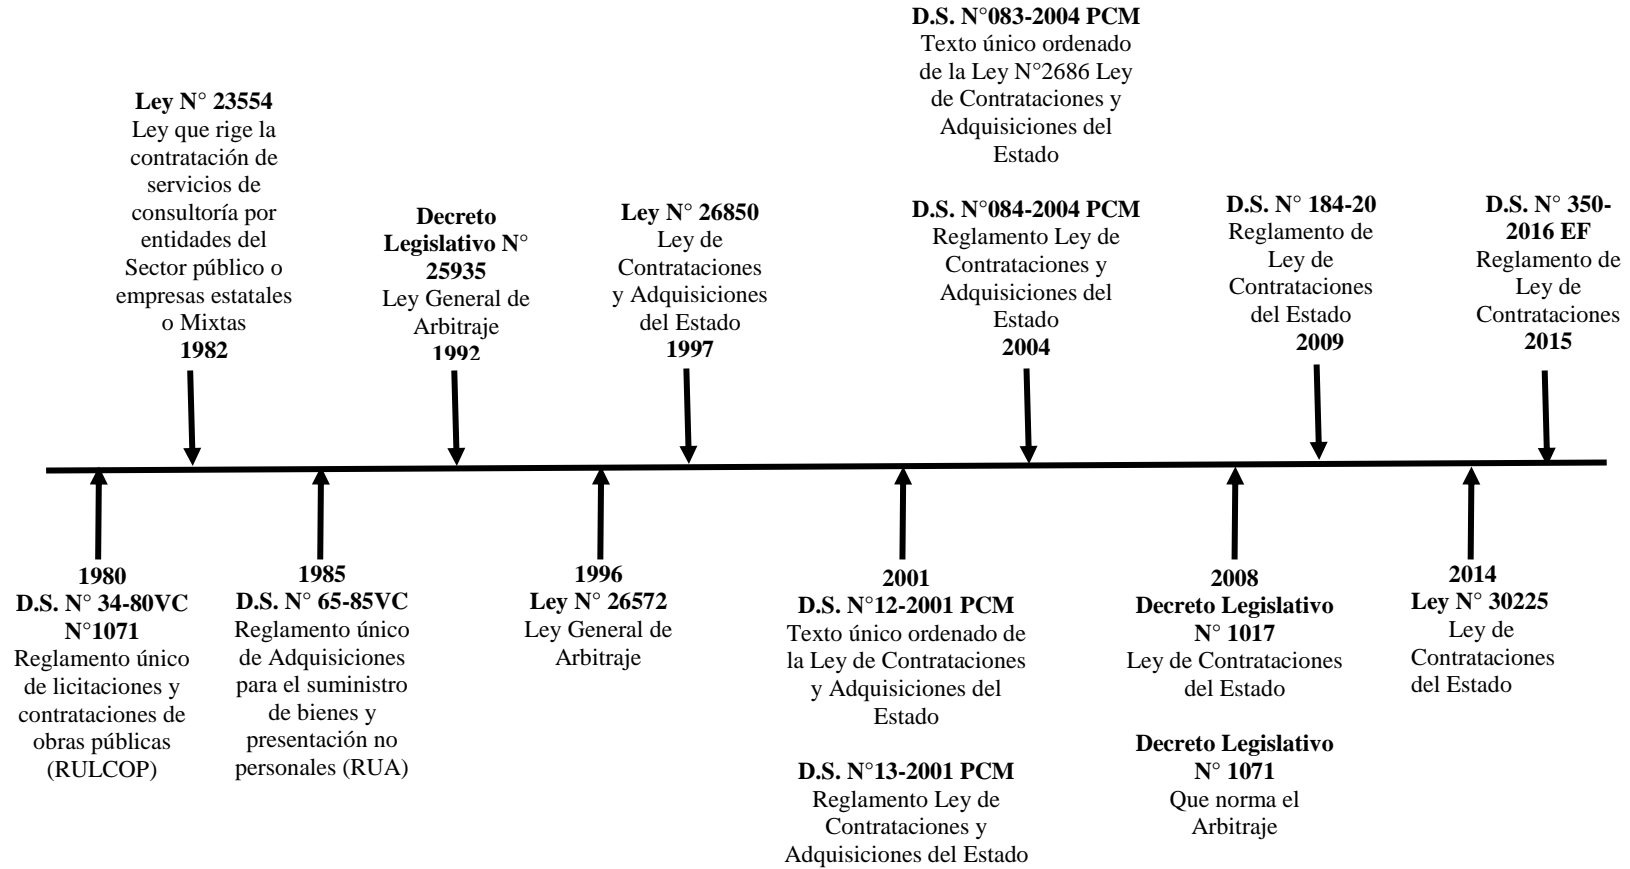 D.S. N°083-2004 PCM
Texto único ordenado
de la Ley N°2686 Ley
de Contrataciones y
Adquisiciones del
Estado
Ley N° 23554
Ley que rige la
contratación de
servicios de
consultoría por
entidades del
Sector público o
empresas estatales
o Mixtas
1982
Decreto
Legislativo N°
25935
Ley General de
Arbitraje
1992
Ley N° 26850
Ley de
Contrataciones
y Adquisiciones
del Estado
1997
D.S. N°084-2004 PCM
Reglamento Ley de
Contrataciones y
Adquisiciones del
Estado
2004
D.S. N° 184-20
Reglamento de
Ley de
Contrataciones
del Estado
2009
D.S. N° 350-
2016 EF
Reglamento de
Ley de
Contrataciones
2015
1980
D.S. N° 34-80VC
N°1071
Reglamento único
de licitaciones y
contrataciones de
obras públicas
(RULCOP)
1985
D.S. N° 65-85VC
Reglamento único
de Adquisiciones
para el suministro
de bienes y
presentación no
personales (RUA)
1996
Ley N° 26572
Ley General de
Arbitraje
2001
D.S. N°12-2001 PCM
Texto único ordenado de
la Ley de Contrataciones
y Adquisiciones del
Estado
D.S. N°13-2001 PCM
Reglamento Ley de
Contrataciones y
Adquisiciones del Estado
2008
Decreto Legislativo
N° 1017
Ley de Contrataciones
del Estado
Decreto Legislativo
N° 1071
Que norma el
Arbitraje
2014
Ley N° 30225
Ley de
Contrataciones
del Estado